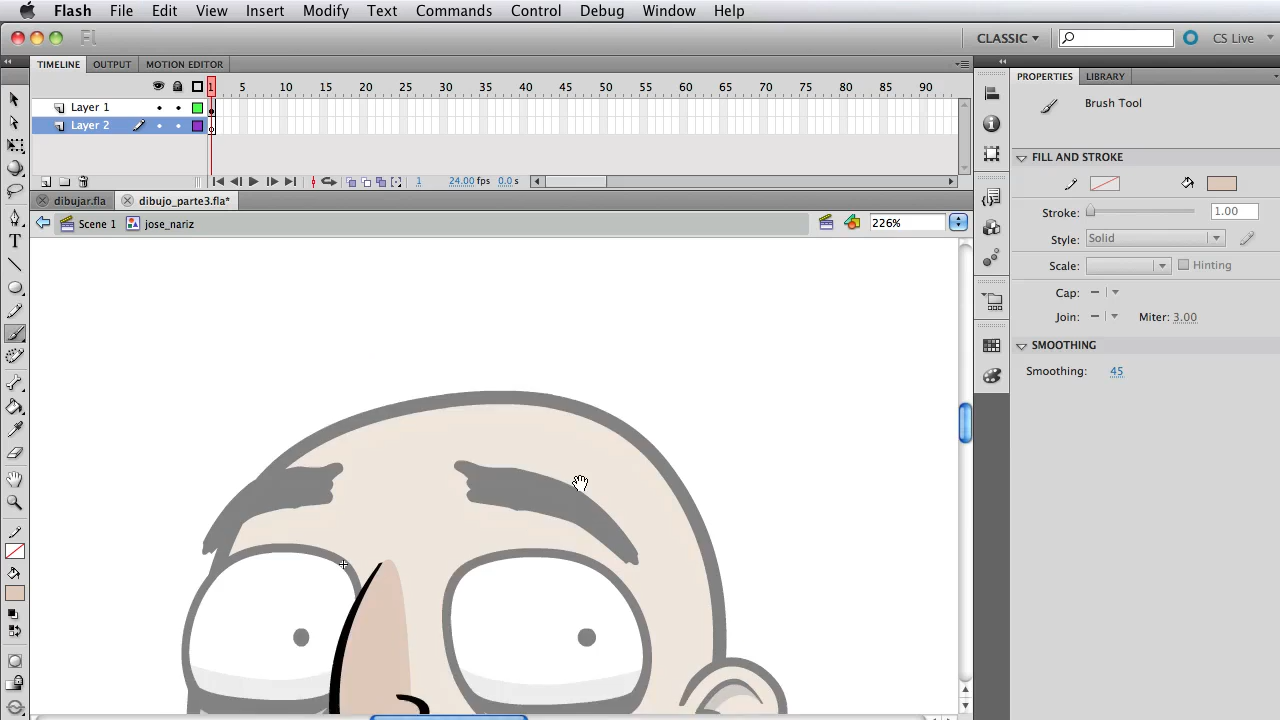 Flash File Edit View Insert Modify Text Commands Control Debug Window Help
Fl CLASSIC CS Live
TIMELINE OUTPUT MOTION EDITOR
1 5 10 15 20 25 30 35 40 45 50 55 60 65 70 75 80 85 90
Layer 1
Layer 2
1 24.00 fps 0.0 s
dibujar.fla dibujo_parte3.fla*
Scene 1 jose_nariz 226%
T
PROPERTIES LIBRARY
Brush Tool
FILL AND STROKE
Stroke: 1.00
Style: Solid
Scale: Hinting
Cap:
Join: Miter: 3.00
SMOOTHING
Smoothing: 45